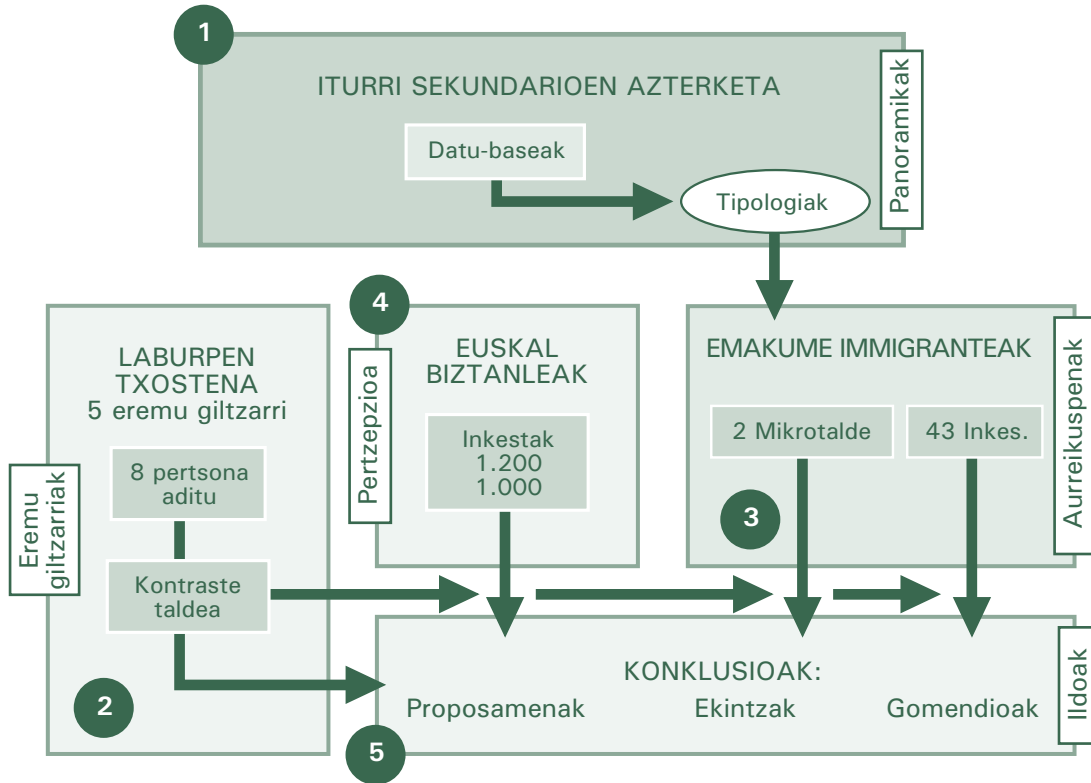 1
ITURRI SEKUNDARIOEN AZTERKETA
Datu-baseak
Tipologiak
Panoramikak
LABURPEN
TXOSTENA
5 eremu giltzarri
8 pertsona
aditu
Kontraste
taldea
Eremu
giltzarriak
2
4
EUSKAL
BIZTANLEAK
Inkestak
1.200
1.000
Pertzepzioa
EMAKUME IMMIGRANTEAK
2 Mikrotalde
43 Inkes.
3
Aurreikuspenak
KONKLUSIOAK:
Proposamenak Ekintzak Gomendioak
Ildoak
5